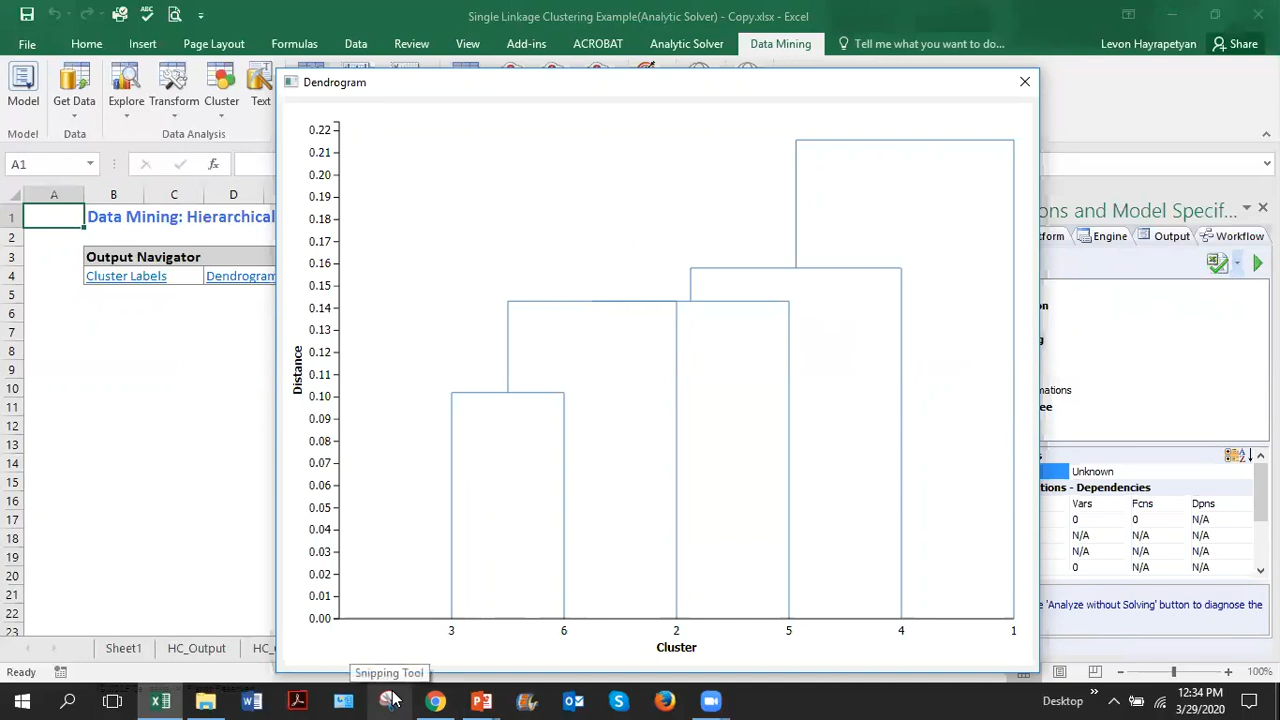 Single Linkage Clustering Example(Analytic Solver) - Copy.xlsx - Excel
File Home Insert Page Layout Formulas Data Review View Add-ins ACROBAT Analytic Solver Data Mining Tell me what you want to do... Levon Hayrapetyan Share
Model Get Data Explore Transform Cluster Text
Model Data Data Analysis
Dendrogram
A1 fx
A B C D
1 Data Mining: Hierarchical
2
3 Output Navigator
4 Cluster Labels Dendrogram
5
6
7
8
9
10
11
12
13
14
15
16
17
18
19
20
21
22
23
0.22
0.21
0.20
0.19
0.18
0.17
0.16
0.15
0.14
0.13
0.12
0.11
0.10
0.09
0.08
0.07
0.06
0.05
0.04
0.03
0.02
0.01
0.00
Distance
3 6 2 5 4 1
Cluster
ons and Model Specif...
form Engine Output Workflow
on
mations
ee
Unknown
tions - Dependencies
Vars Fcns Dpns
0 0 N/A
N/A N/A N/A
N/A N/A N/A
0 N/A N/A
'Analyze without Solving' button to diagnose the
Sheet1 HC_Output HC_
Ready 100%
Snipping Tool
Desktop 12:34 PM
3/29/2020